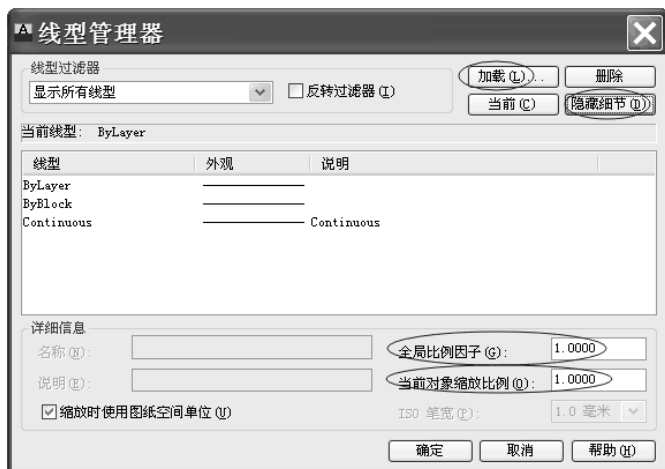 线型管理器
线型过滤器
显示所有线型
反转过滤器(I)
加载(L)...
删除
当前(C)
隐藏细节(D)
当前线型: ByLayer
线型 外观 说明
ByLayer
ByBlock
Continuous Continuous
详细信息
名称(N):
全局比例因子(G): 1.0000
说明(E):
当前对象缩放比例(O): 1.0000
缩放时使用图纸空间单位(U)
ISO 笔宽(P): 1.0 毫米
确定 取消 帮助(H)